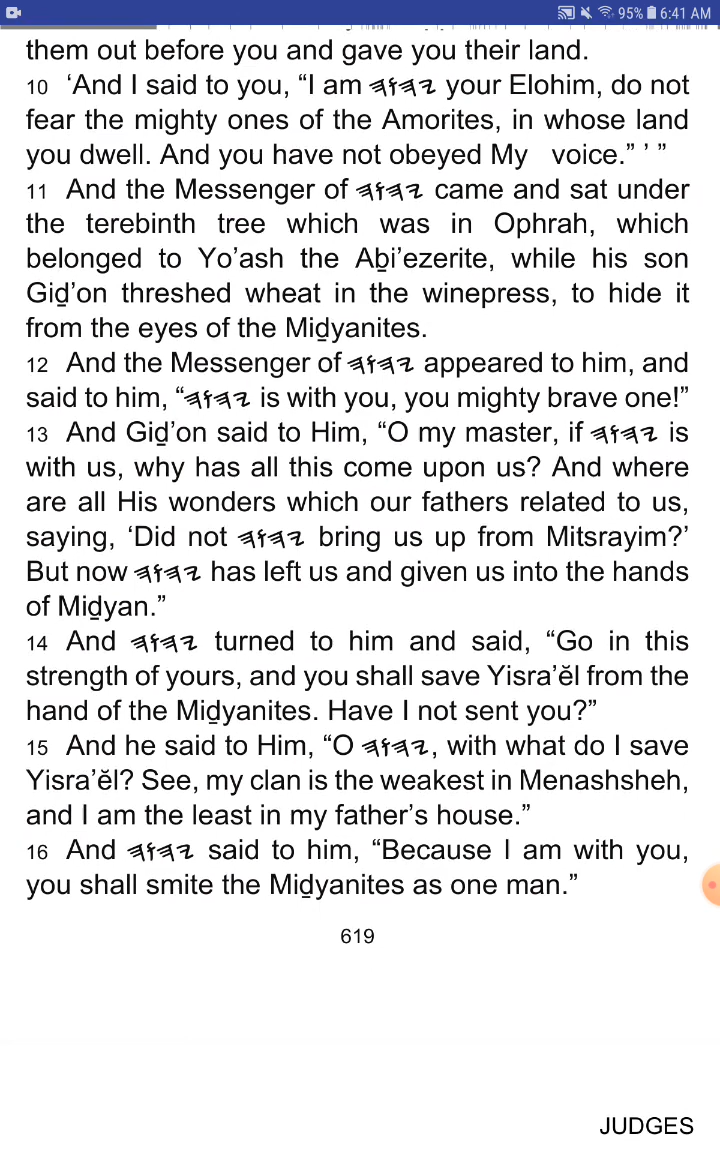 95% 6:41 AM
them out before you and gave you their land.
10 ‘And I said to you, “I am 𐤉𐤄𐤅𐤄 your Elohim, do not
fear the mighty ones of the Amorites, in whose land
you dwell. And you have not obeyed My voice.” ’ ”
11 And the Messenger of 𐤉𐤄𐤅𐤄 came and sat under
the terebinth tree which was in Ophrah, which
belonged to Yo’ash the Aḇi’ezerite, while his son
Giḏ’on threshed wheat in the winepress, to hide it
from the eyes of the Miḏyanites.
12 And the Messenger of 𐤉𐤄𐤅𐤄 appeared to him, and
said to him, “𐤉𐤄𐤅𐤄 is with you, you mighty brave one!”
13 And Giḏ’on said to Him, “O my master, if 𐤉𐤄𐤅𐤄 is
with us, why has all this come upon us? And where
are all His wonders which our fathers related to us,
saying, ‘Did not 𐤉𐤄𐤅𐤄 bring us up from Mitsrayim?’
But now 𐤉𐤄𐤅𐤄 has left us and given us into the hands
of Miḏyan.”
14 And 𐤉𐤄𐤅𐤄 turned to him and said, “Go in this
strength of yours, and you shall save Yisra’ĕl from the
hand of the Miḏyanites. Have I not sent you?”
15 And he said to Him, “O 𐤉𐤄𐤅𐤄, with what do I save
Yisra’ĕl? See, my clan is the weakest in Menashsheh,
and I am the least in my father’s house.”
16 And 𐤉𐤄𐤅𐤄 said to him, “Because I am with you,
you shall smite the Miḏyanites as one man.”
619
JUDGES